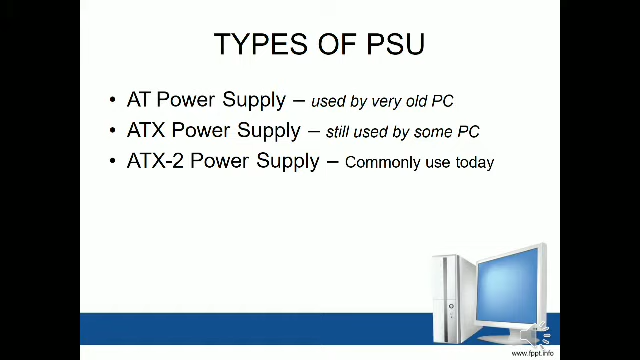 TYPES OF PSU
• AT Power Supply – used by very old PC
• ATX Power Supply – still used by some PC
• ATX-2 Power Supply – Commonly use today
www.fppt.info